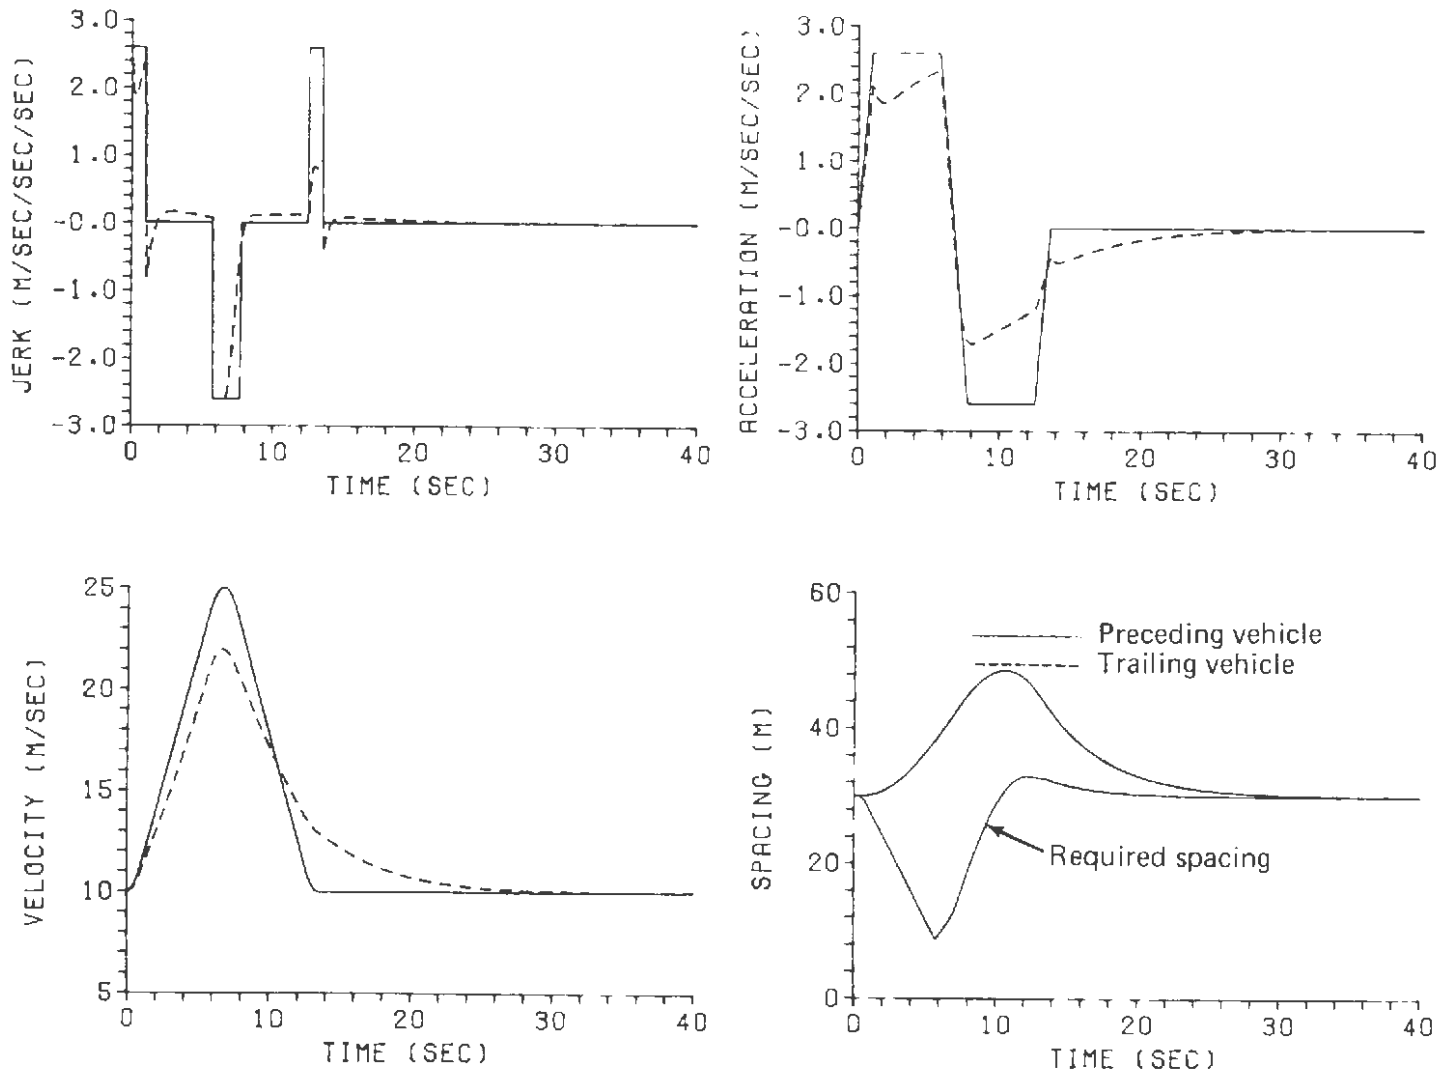 3.0
2.0
1.0
-0.0
-1.0
-2.0
-3.0
JERK (M/SEC/SEC/SEC)
0 10 20 30 40
TIME (SEC)
3.0
2.0
1.0
-0.0
-1.0
-2.0
-3.0
ACCELERATION (M/SEC/SEC)
0 10 20 30 40
TIME (SEC)
25
20
15
10
5
VELOCITY (M/SEC)
0 10 20 30 40
TIME (SEC)
60
40
20
0
SPACING (M)
Preceding vehicle
Trailing vehicle
Required spacing
0 10 20 30 40
TIME (SEC)